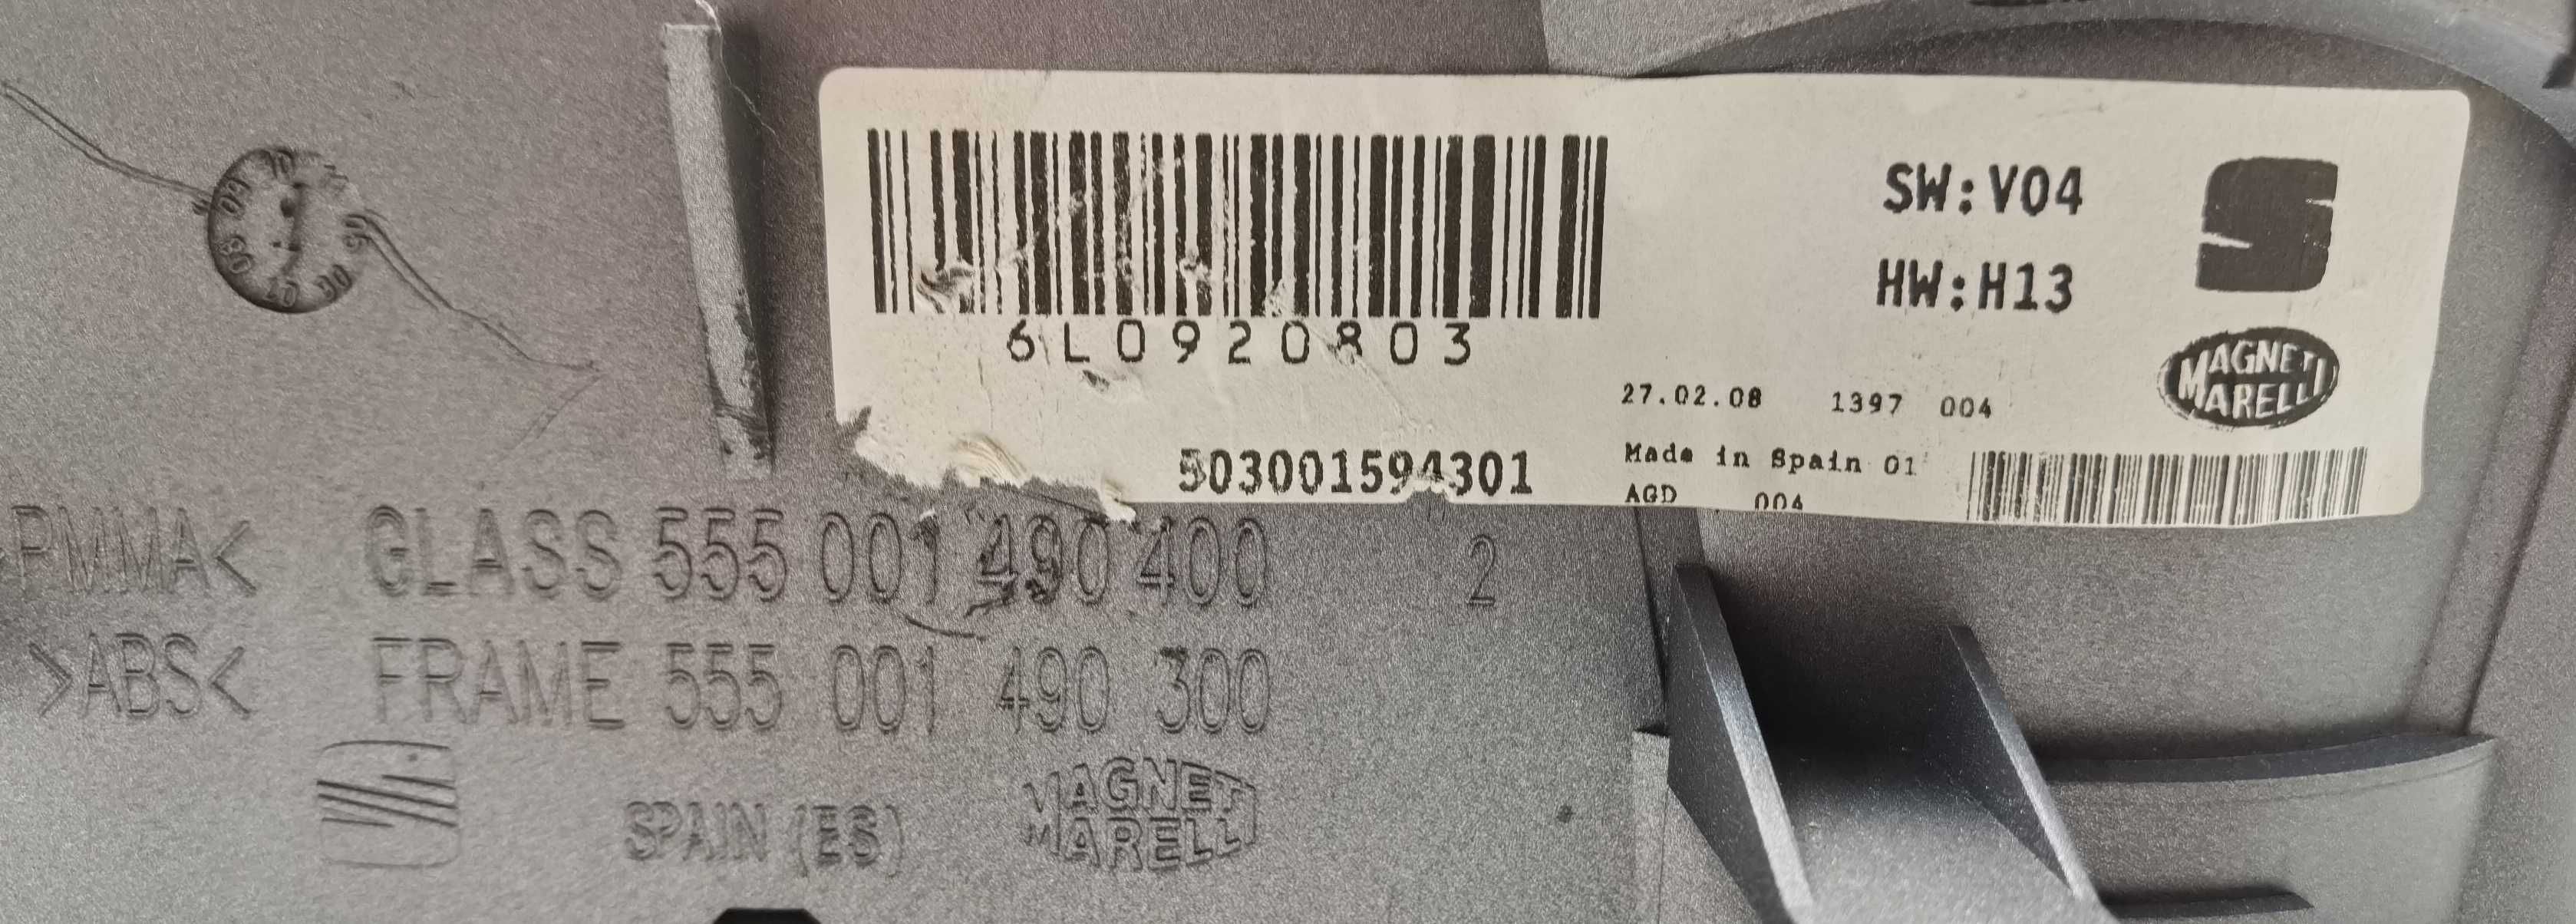 6L0920803
SW:V04
HW:H13
MAGNETI
MARELLI
27.02.08 1397 004
503001594301
Made in Spain 01
AGD 004
PMMA< GLASS 555 001 490 400 2
>ABS< FRAME 555 001 490 300
SPAIN (ES)
MAGNETI
MARELLI